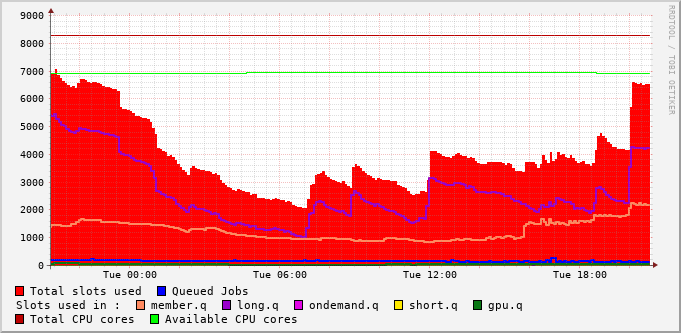 9000
8000
7000
6000
5000
4000
3000
2000
1000
0
Tue 00:00 Tue 06:00 Tue 12:00 Tue 18:00
RRDTOOL / TOBI OETIKER
Total slots used Queued Jobs
Slots used in : member.q long.q ondemand.q short.q gpu.q
Total CPU cores Available CPU cores